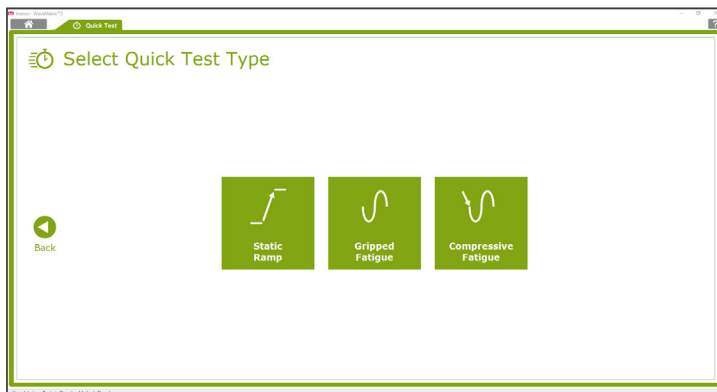 Quick Test
?
Select Quick Test Type
Static
Ramp
Gripped
Fatigue
Compressive
Fatigue
Back